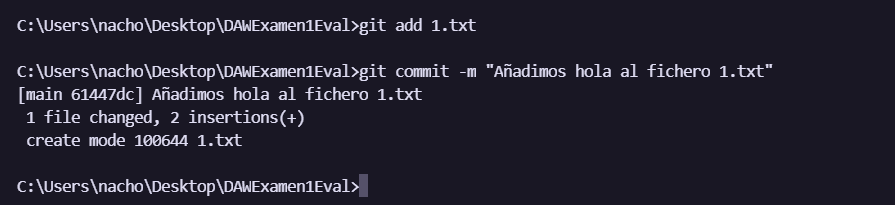 C:\Users\nacho\Desktop\DAWExamen1Eval>git add 1.txt
C:\Users\nacho\Desktop\DAWExamen1Eval>git commit -m "Añadimos hola al fichero 1.txt"
[main 61447dc] Añadimos hola al fichero 1.txt
 1 file changed, 2 insertions(+)
 create mode 100644 1.txt
C:\Users\nacho\Desktop\DAWExamen1Eval>